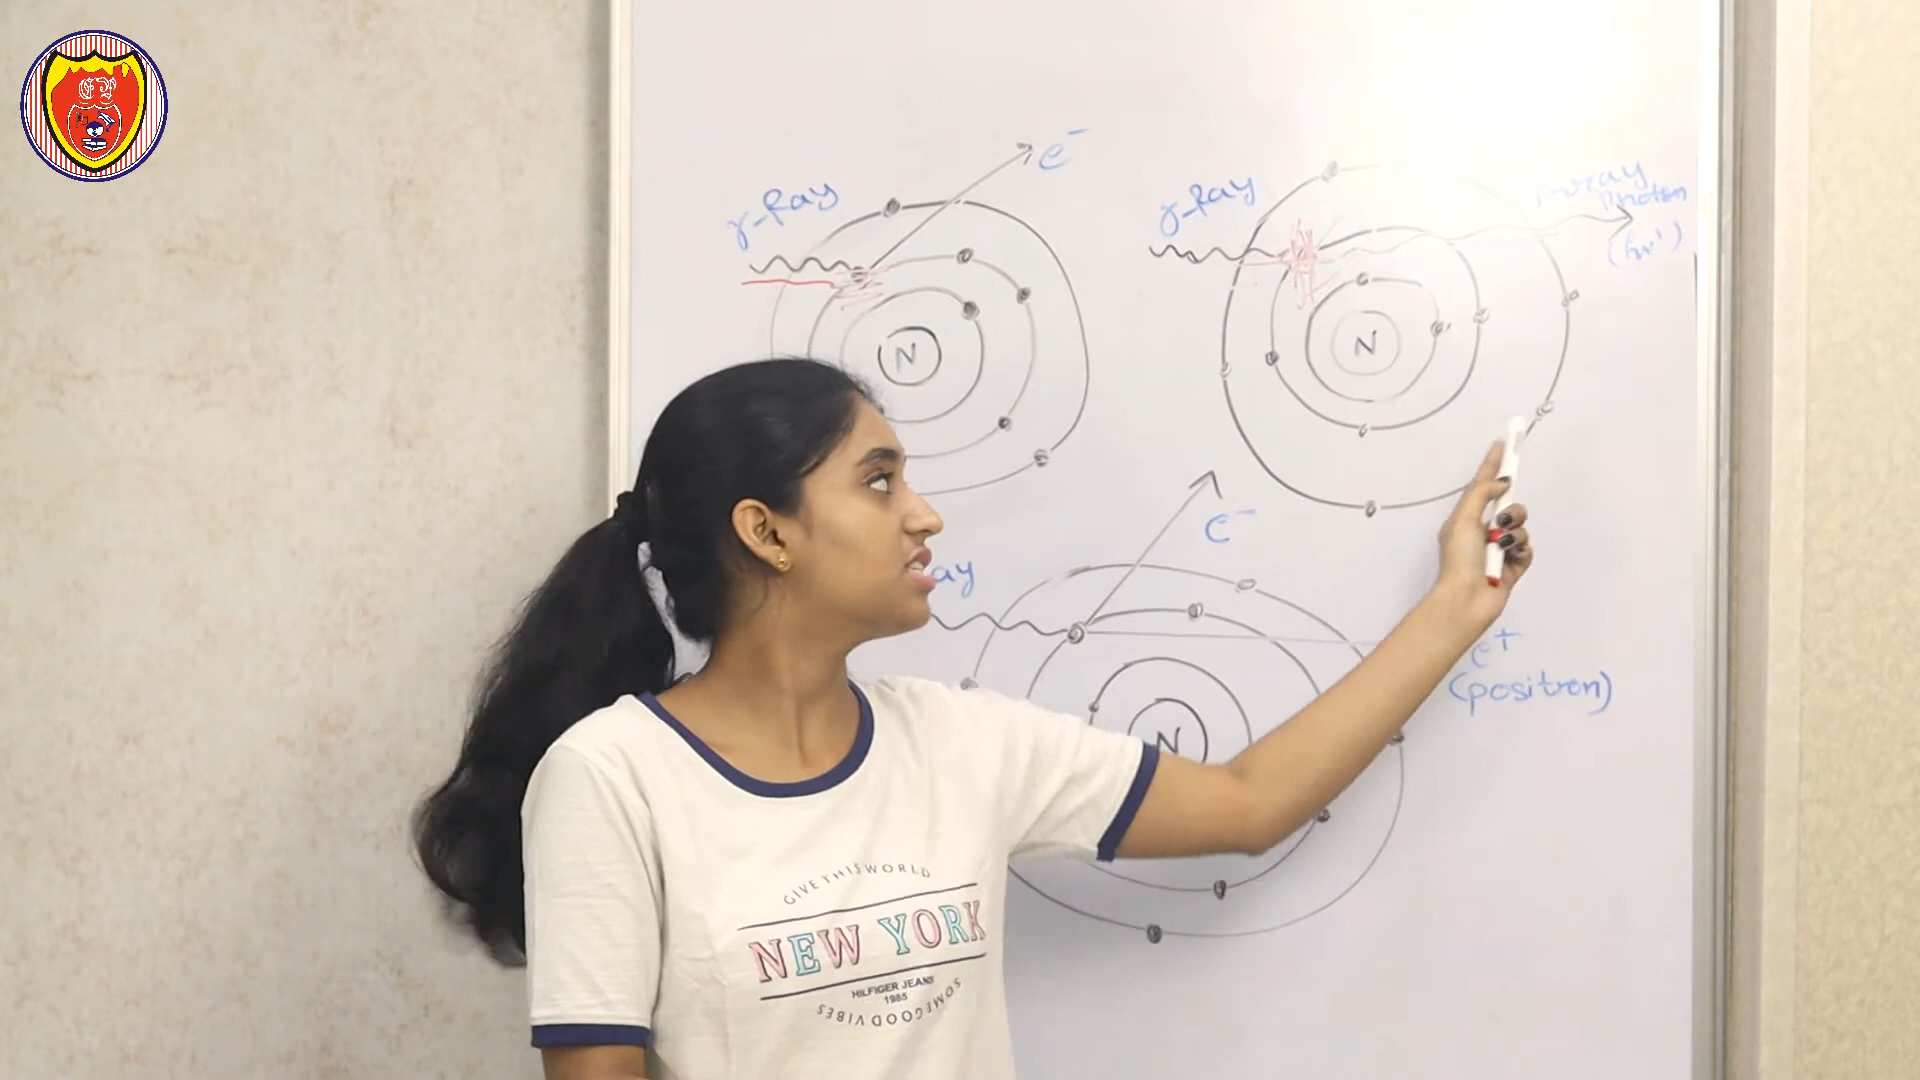 e⁻
γ-Ray
N
γ-Ray
γ-ray
Photon
(hν')
N
e⁻
ay
e⁺
(positron)
N
GIVE THIS WORLD
NEW YORK
HILFIGER JEANS
1985
SOME GOOD VIBES